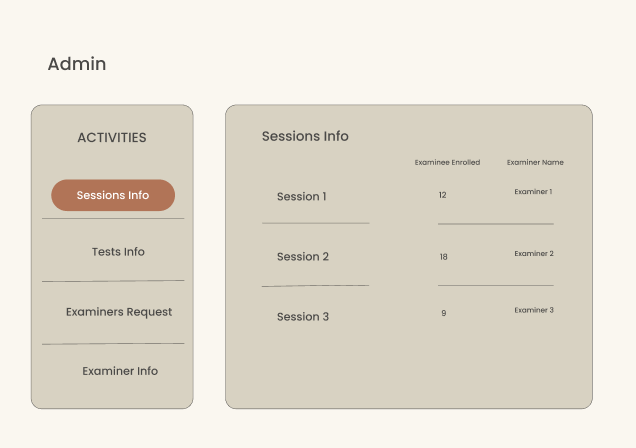 Admin
ACTIVITIES
Sessions Info
Tests Info
Examiners Request
Examiner Info
Sessions Info
Examinee Enrolled Examiner Name
Session 1 12 Examiner 1
Session 2 18 Examiner 2
Session 3 9 Examiner 3